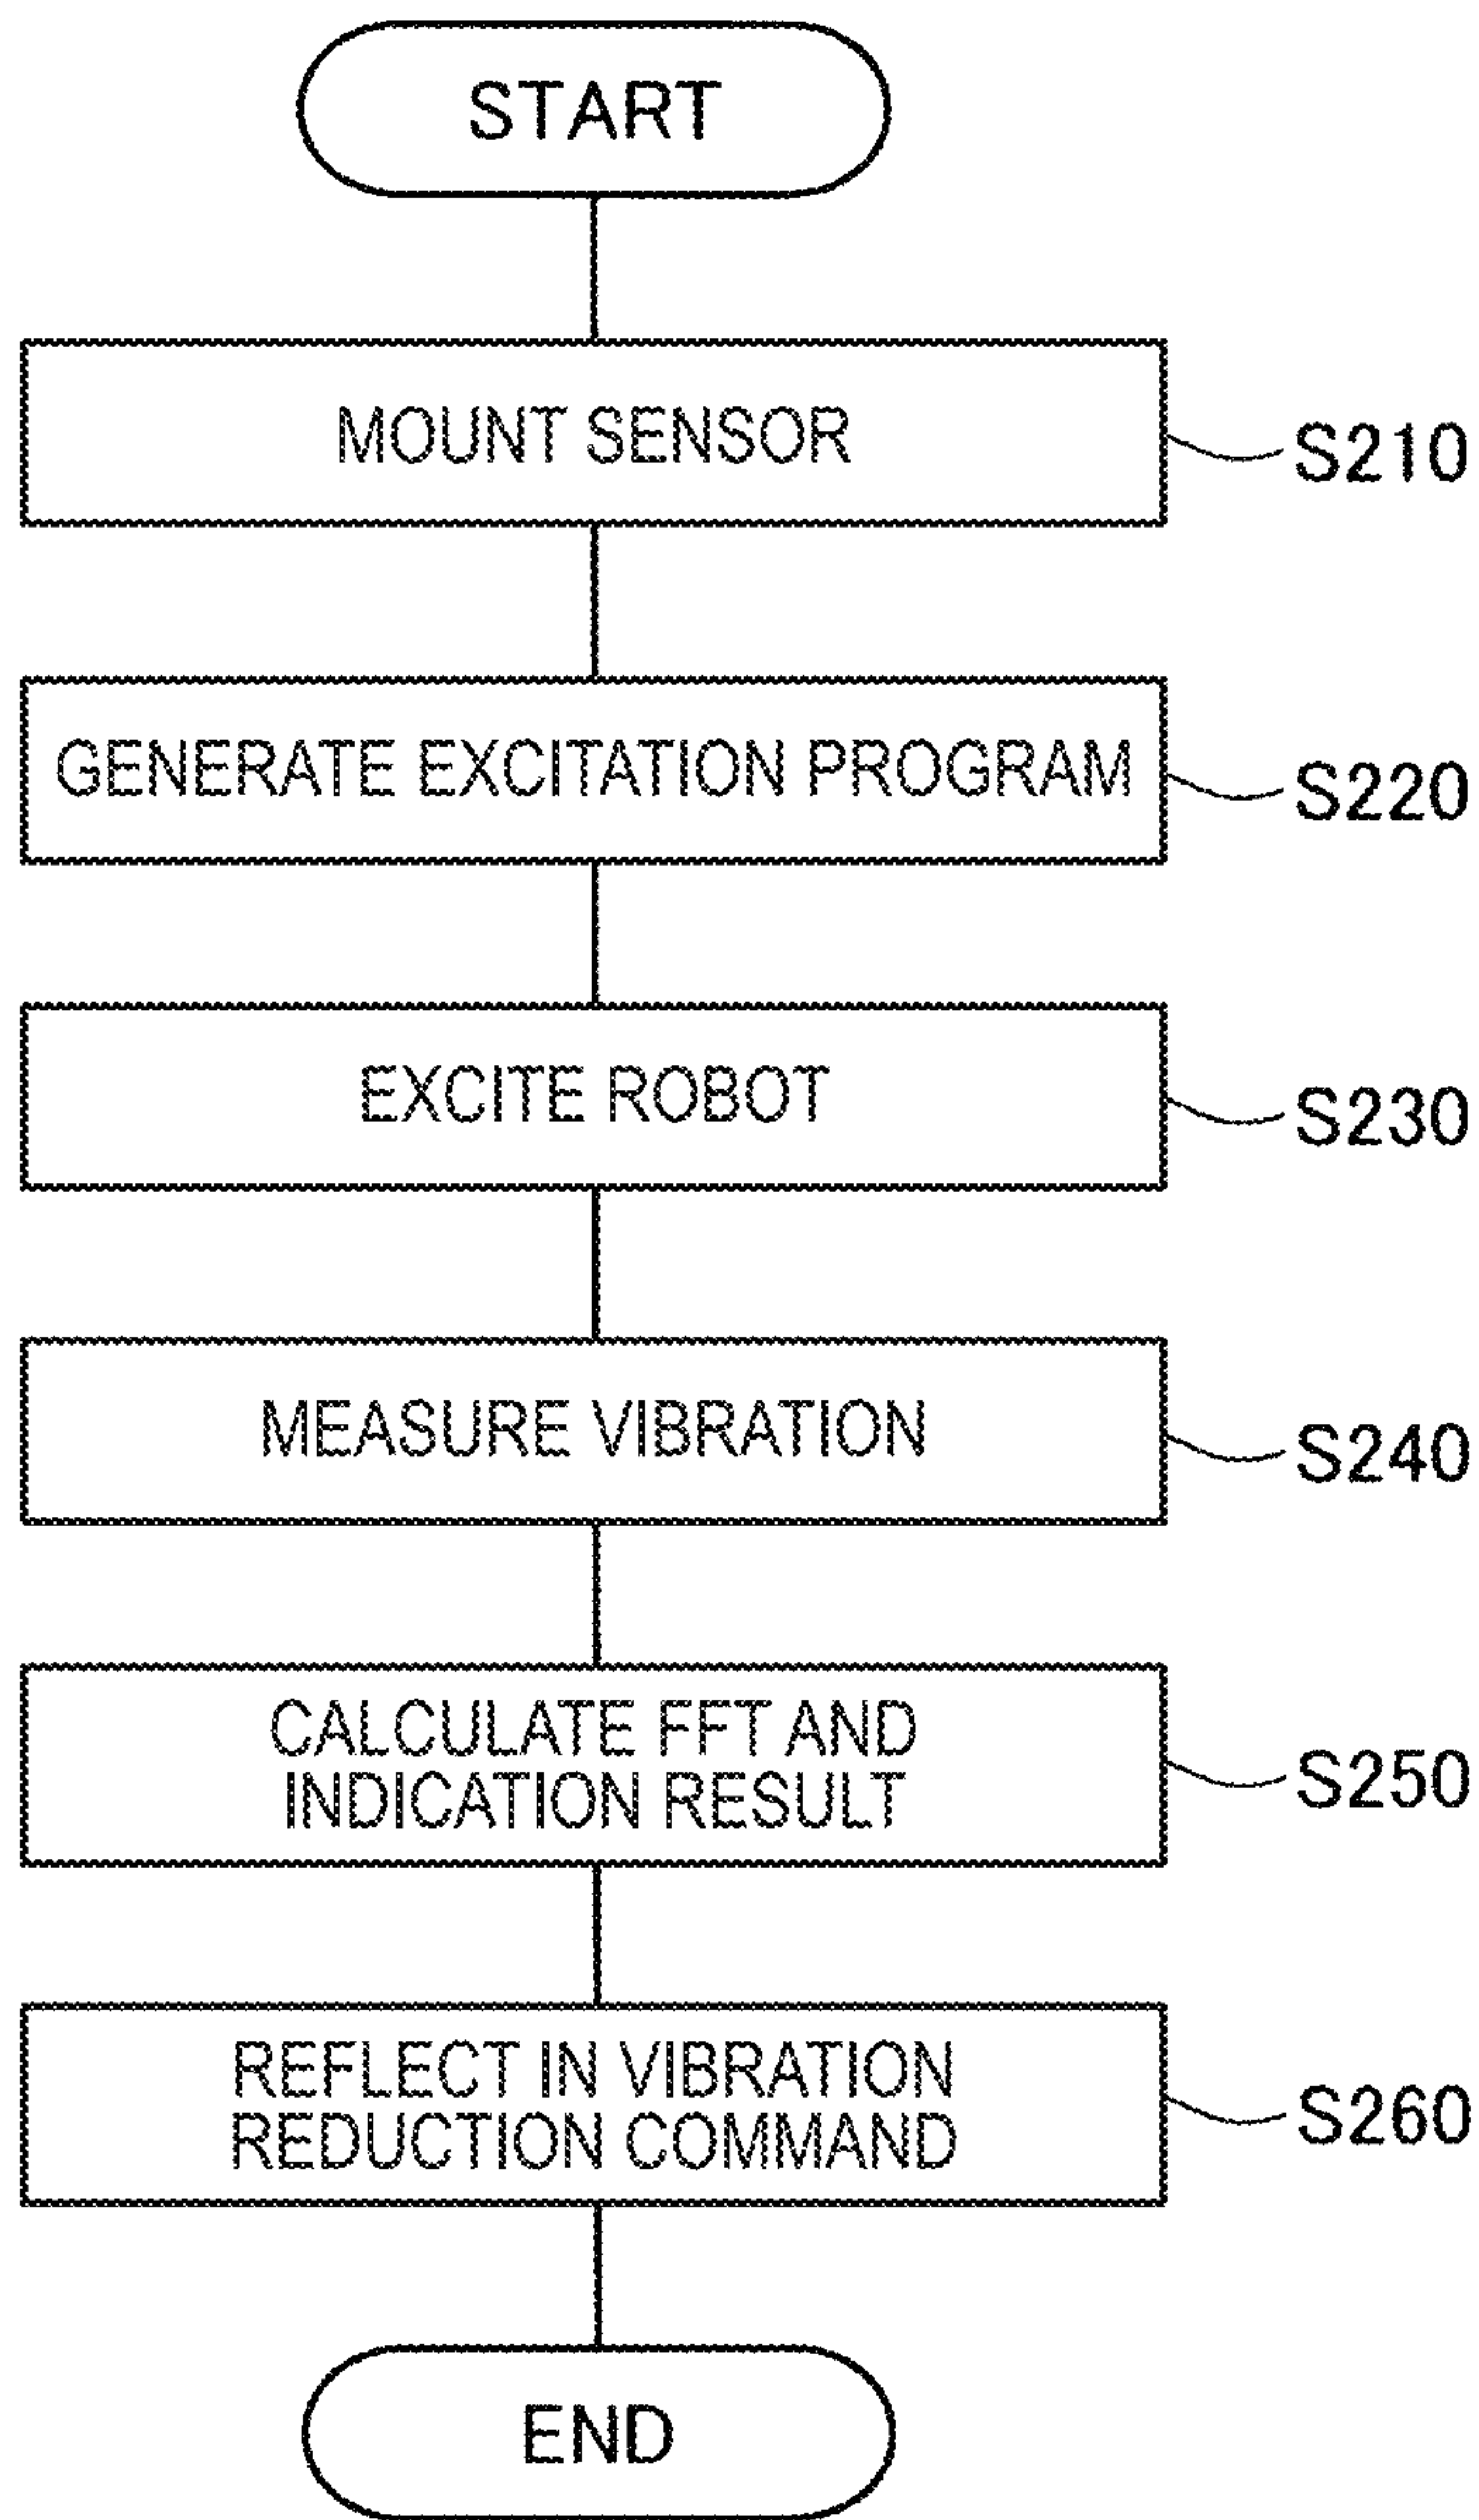 START
MOUNT SENSOR
S210
GENERATE EXCITATION PROGRAM
S220
EXCITE ROBOT
S230
MEASURE VIBRATION
S240
CALCULATE FFT AND
INDICATION RESULT
S250
REFLECT IN VIBRATION
REDUCTION COMMAND
S260
END